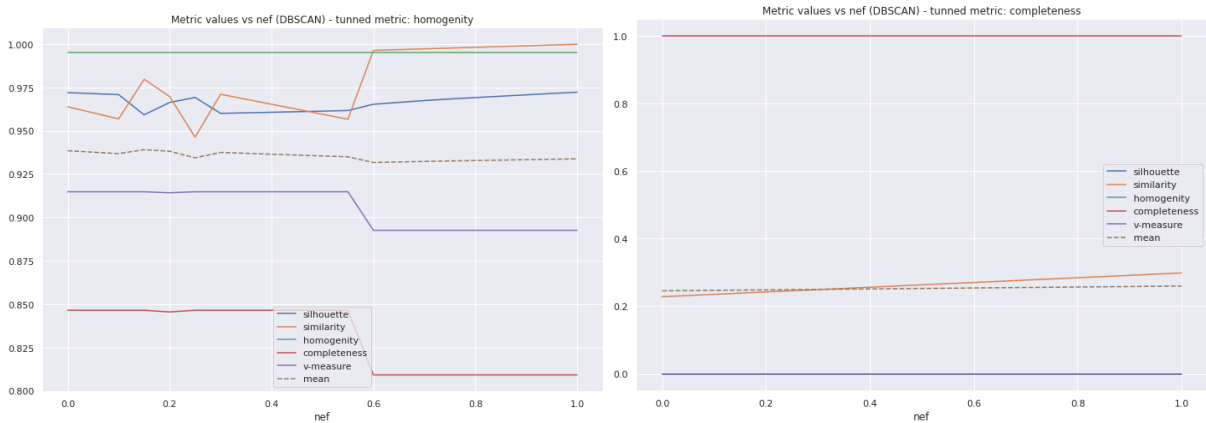 Metric values vs nef (DBSCAN) - tunned metric: homogenity
1.000
0.975
0.950
0.925
0.900
0.875
0.850
0.825
0.800
silhouette
similarity
homogenity
completeness
v-measure
mean
0.0 0.2 0.4 0.6 0.8 1.0
nef
Metric values vs nef (DBSCAN) - tunned metric: completeness
1.0
0.8
0.6
0.4
0.2
0.0
silhouette
similarity
homogenity
completeness
v-measure
mean
0.0 0.2 0.4 0.6 0.8 1.0
nef